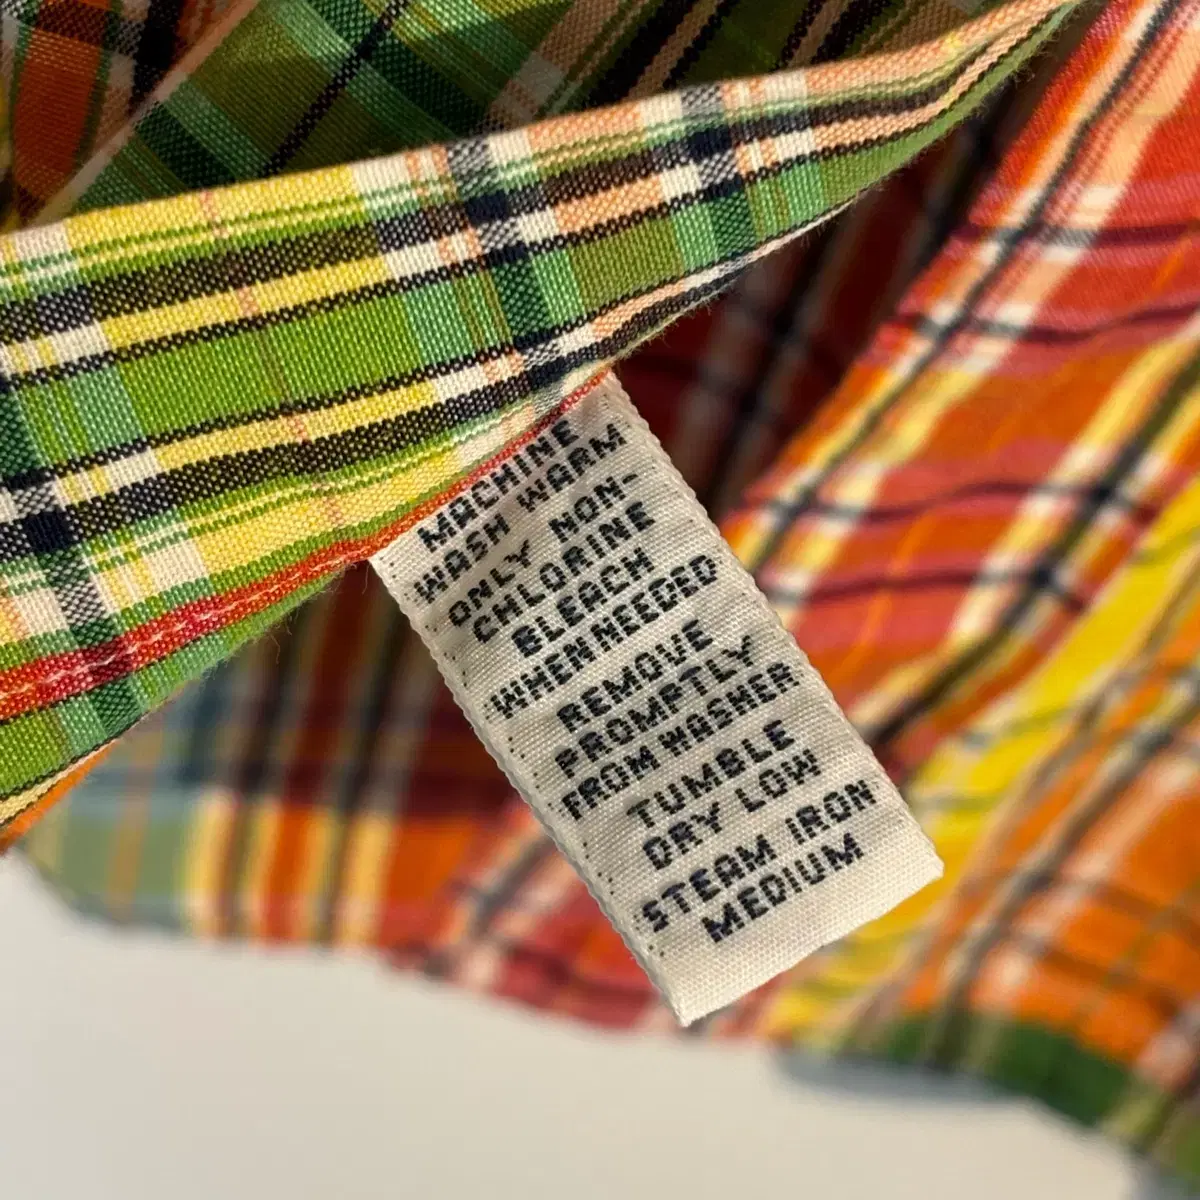 MACHINE
WASH WARM
ONLY NON-
CHLORINE
BLEACH
WHEN NEEDED
REMOVE
PROMPTLY
FROM WASHER
TUMBLE
DRY LOW
STEAM IRON
MEDIUM